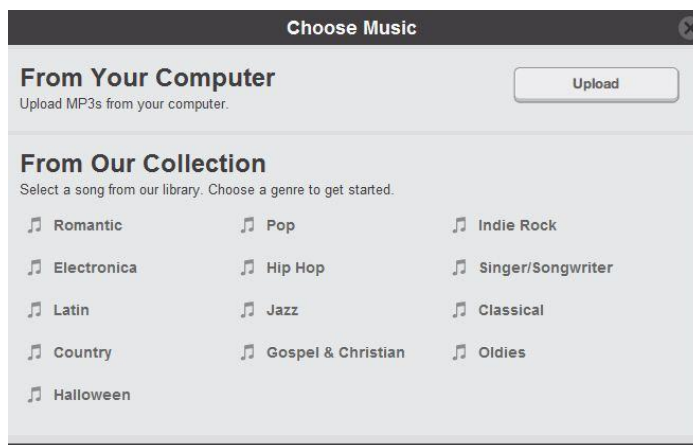 Choose Music
From Your Computer
Upload MP3s from your computer.
Upload
From Our Collection
Select a song from our library. Choose a genre to get started.
Romantic
Pop
Indie Rock
Electronica
Hip Hop
Singer/Songwriter
Latin
Jazz
Classical
Country
Gospel & Christian
Oldies
Halloween